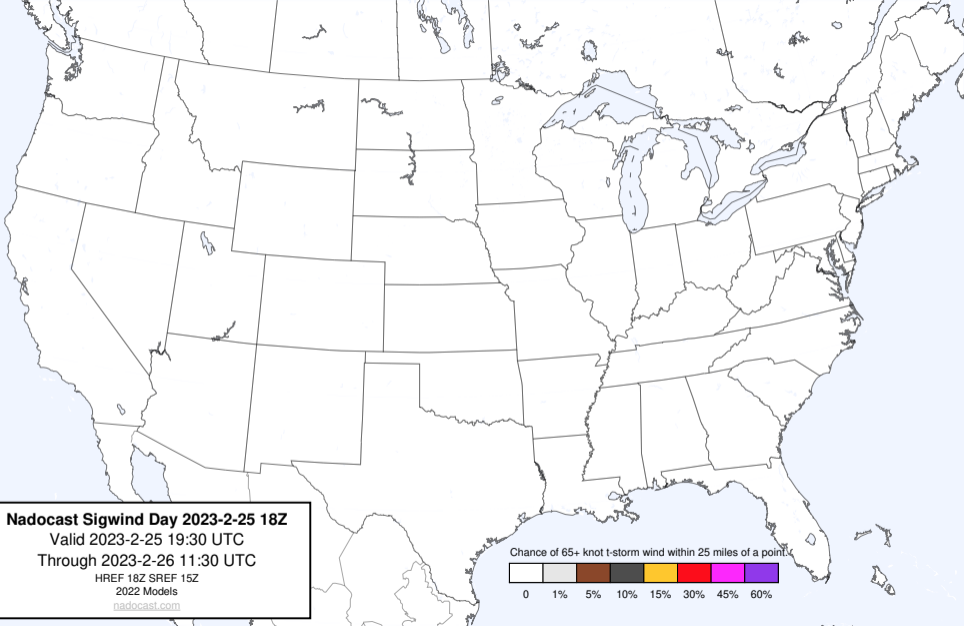 Nadocast Sigwind Day 2023-2-25 18Z
Valid 2023-2-25 19:30 UTC
Through 2023-2-26 11:30 UTC
HREF 18Z SREF 15Z
2022 Models
nadocast.com
Chance of 65+ knot t-storm wind within 25 miles of a point.
0 1% 5% 10% 15% 30% 45% 60%